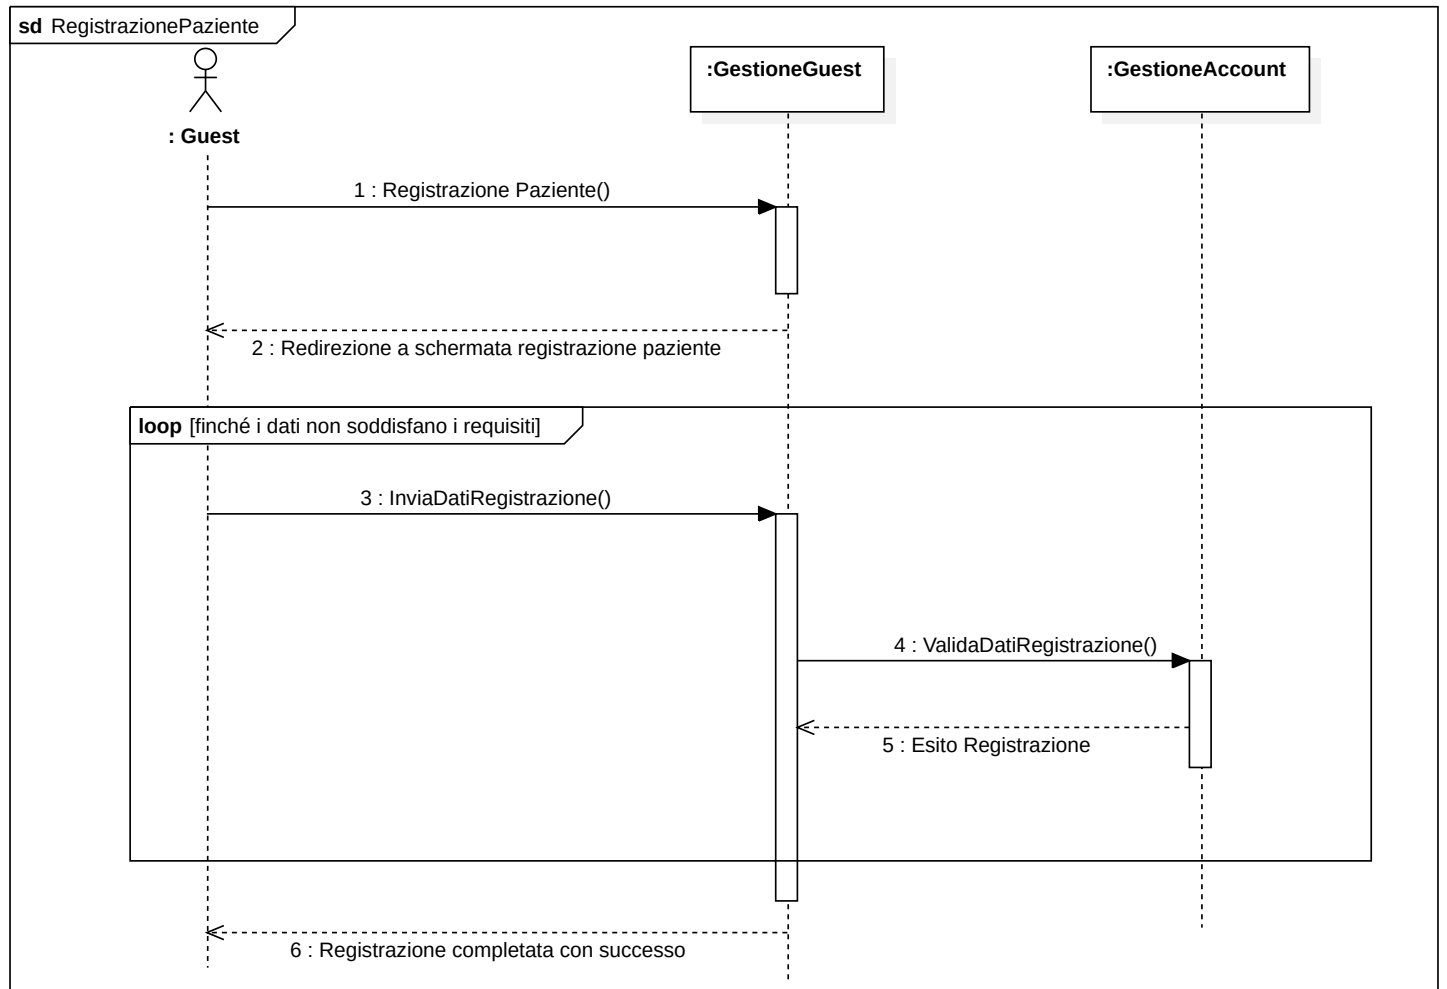 sd RegistrazionePaziente
:GestioneGuest
:GestioneAccount
: Guest
1 : Registrazione Paziente()
2 : Redirezione a schermata registrazione paziente
loop [finché i dati non soddisfano i requisiti]
3 : InviaDatiRegistrazione()
4 : ValidaDatiRegistrazione()
5 : Esito Registrazione
6 : Registrazione completata con successo